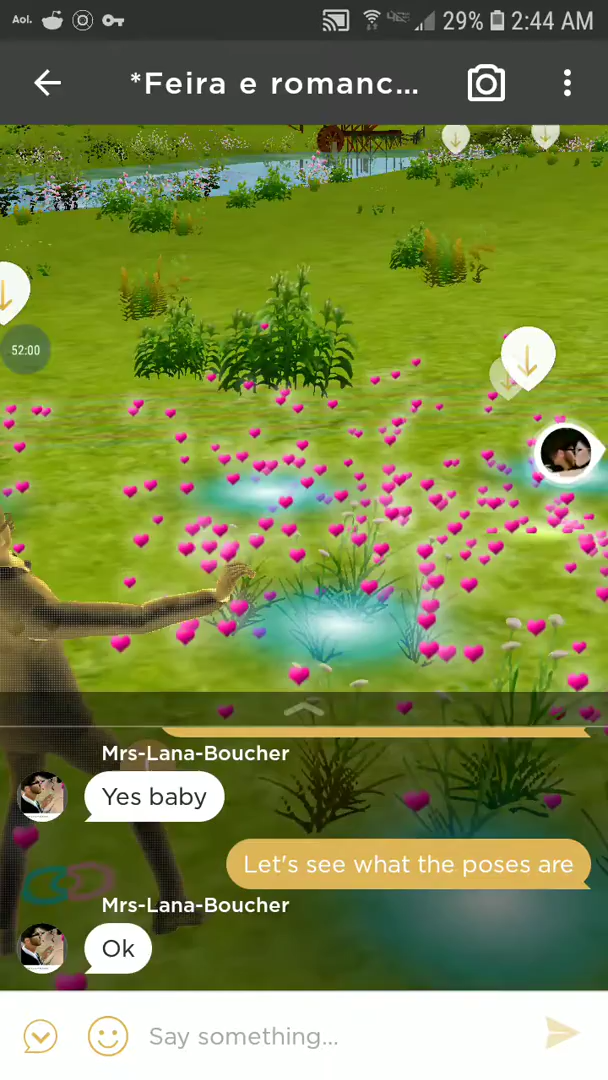 Aol.
29% 2:44 AM
*Feira e romanc...
52:00
Mrs-Lana-Boucher
Yes baby
Let's see what the poses are
Mrs-Lana-Boucher
Ok
Say something...